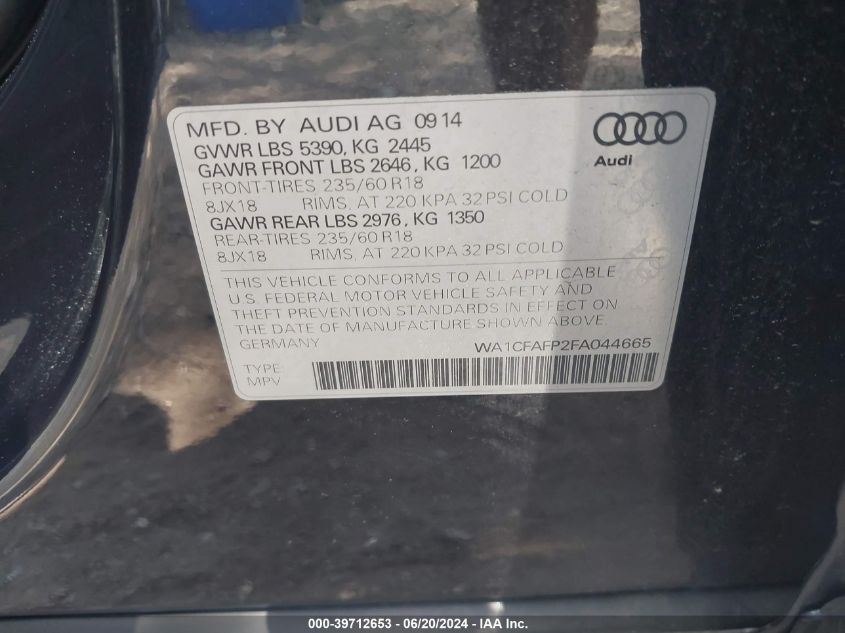 MFD. BY AUDI AG 0914
GVWR LBS 5390, KG 2445
GAWR FRONT LBS 2646, KG 1200
FRONT-TIRES 235/60 R18
8JX18 RIMS, AT 220 KPA 32 PSI COLD
GAWR REAR LBS 2976, KG 1350
REAR-TIRES 235/60 R18
8JX18 RIMS, AT 220 KPA 32 PSI COLD
Audi
THIS VEHICLE CONFORMS TO ALL APPLICABLE
U.S. FEDERAL MOTOR VEHICLE SAFETY AND
THEFT PREVENTION STANDARDS IN EFFECT ON
THE DATE OF MANUFACTURE SHOWN ABOVE.
GERMANY WA1CFAFP2FA044665
TYPE:
MPV
000-39712653 - 06/20/2024 - IAA Inc.